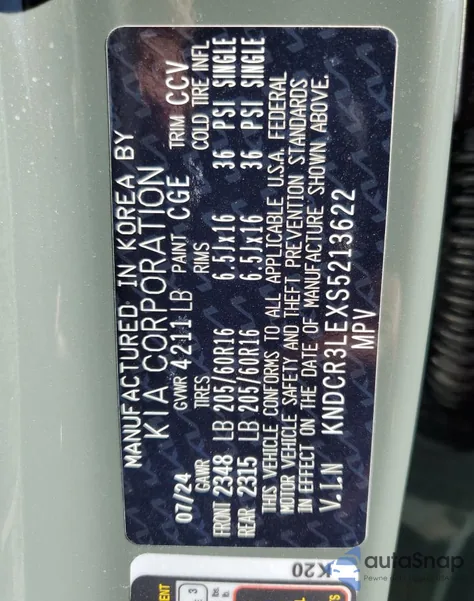 MANUFACTURED IN KOREA BY
KIA CORPORATION
07/24 GVWR 4211 LB PAINT CGE TRIM CCV
GAWR TIRES RIMS COLD TIRE INFL
FRONT 2348 LB 205/60R16 6.5Jx16 36 PSI SINGLE
REAR 2315 LB 205/60R16 6.5Jx16 36 PSI SINGLE
THIS VEHICLE CONFORMS TO ALL APPLICABLE U.S.A. FEDERAL
MOTOR VEHICLE SAFETY AND THEFT PREVENTION STANDARDS
IN EFFECT ON THE DATE OF MANUFACTURE SHOWN ABOVE.
V.I.N KNDCR3LEXS5213622
MPV
K20
autoSnap